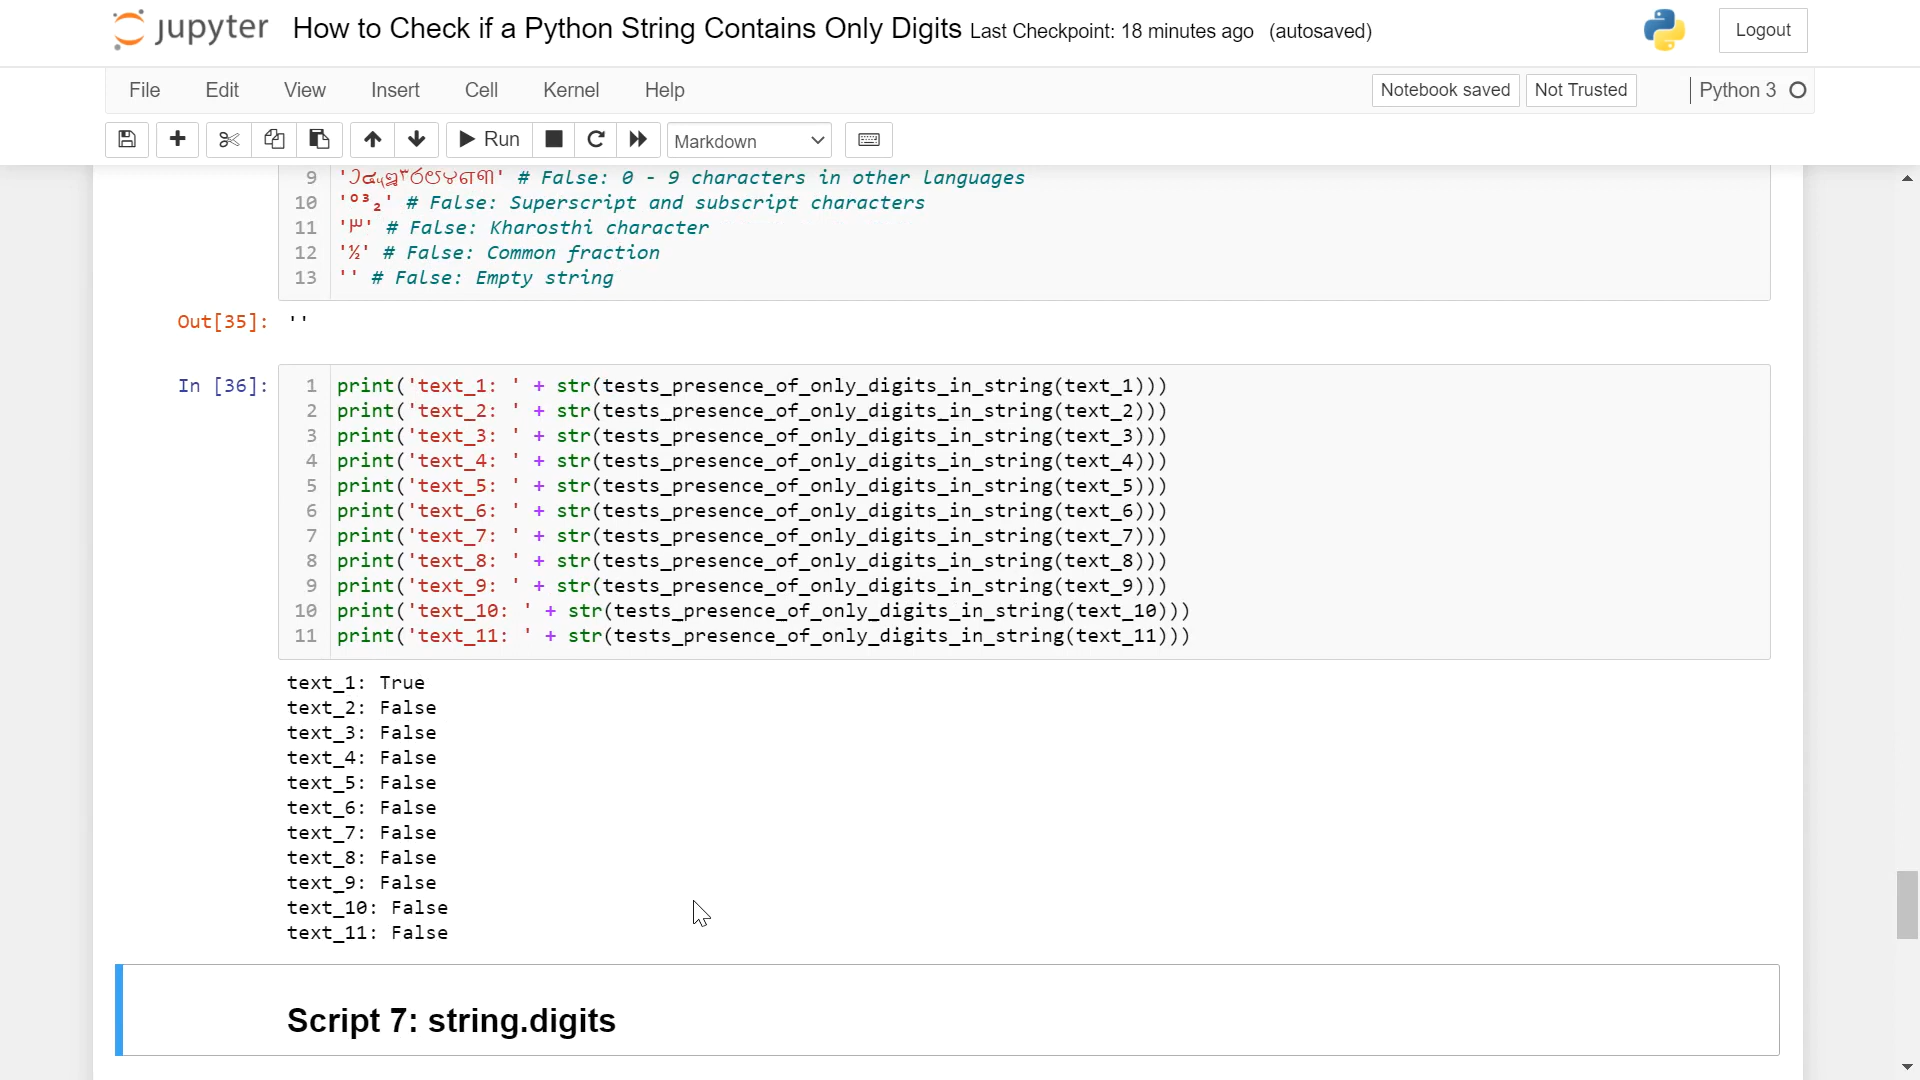 jupyter How to Check if a Python String Contains Only Digits Last Checkpoint: 18 minutes ago (autosaved) Logout
File Edit View Insert Cell Kernel Help Notebook saved Not Trusted Python 3
Run Markdown
9 # False: 0 - 9 characters in other languages
10 '⁰³₂' # False: Superscript and subscript characters
11 # False: Kharosthi character
12 '½' # False: Common fraction
13 '' # False: Empty string
Out[35]: ''
In [36]:
1 print('text_1: ' + str(tests_presence_of_only_digits_in_string(text_1)))
2 print('text_2: ' + str(tests_presence_of_only_digits_in_string(text_2)))
3 print('text_3: ' + str(tests_presence_of_only_digits_in_string(text_3)))
4 print('text_4: ' + str(tests_presence_of_only_digits_in_string(text_4)))
5 print('text_5: ' + str(tests_presence_of_only_digits_in_string(text_5)))
6 print('text_6: ' + str(tests_presence_of_only_digits_in_string(text_6)))
7 print('text_7: ' + str(tests_presence_of_only_digits_in_string(text_7)))
8 print('text_8: ' + str(tests_presence_of_only_digits_in_string(text_8)))
9 print('text_9: ' + str(tests_presence_of_only_digits_in_string(text_9)))
10 print('text_10: ' + str(tests_presence_of_only_digits_in_string(text_10)))
11 print('text_11: ' + str(tests_presence_of_only_digits_in_string(text_11)))
text_1: True
text_2: False
text_3: False
text_4: False
text_5: False
text_6: False
text_7: False
text_8: False
text_9: False
text_10: False
text_11: False
Script 7: string.digits